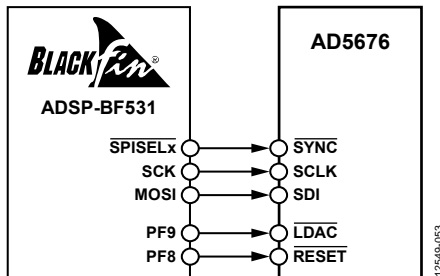 BLACKfin®
ADSP-BF531
AD5676
SPISELx
SYNC
SCK
SCLK
MOSI
SDI
PF9
LDAC
PF8
RESET
12549-053